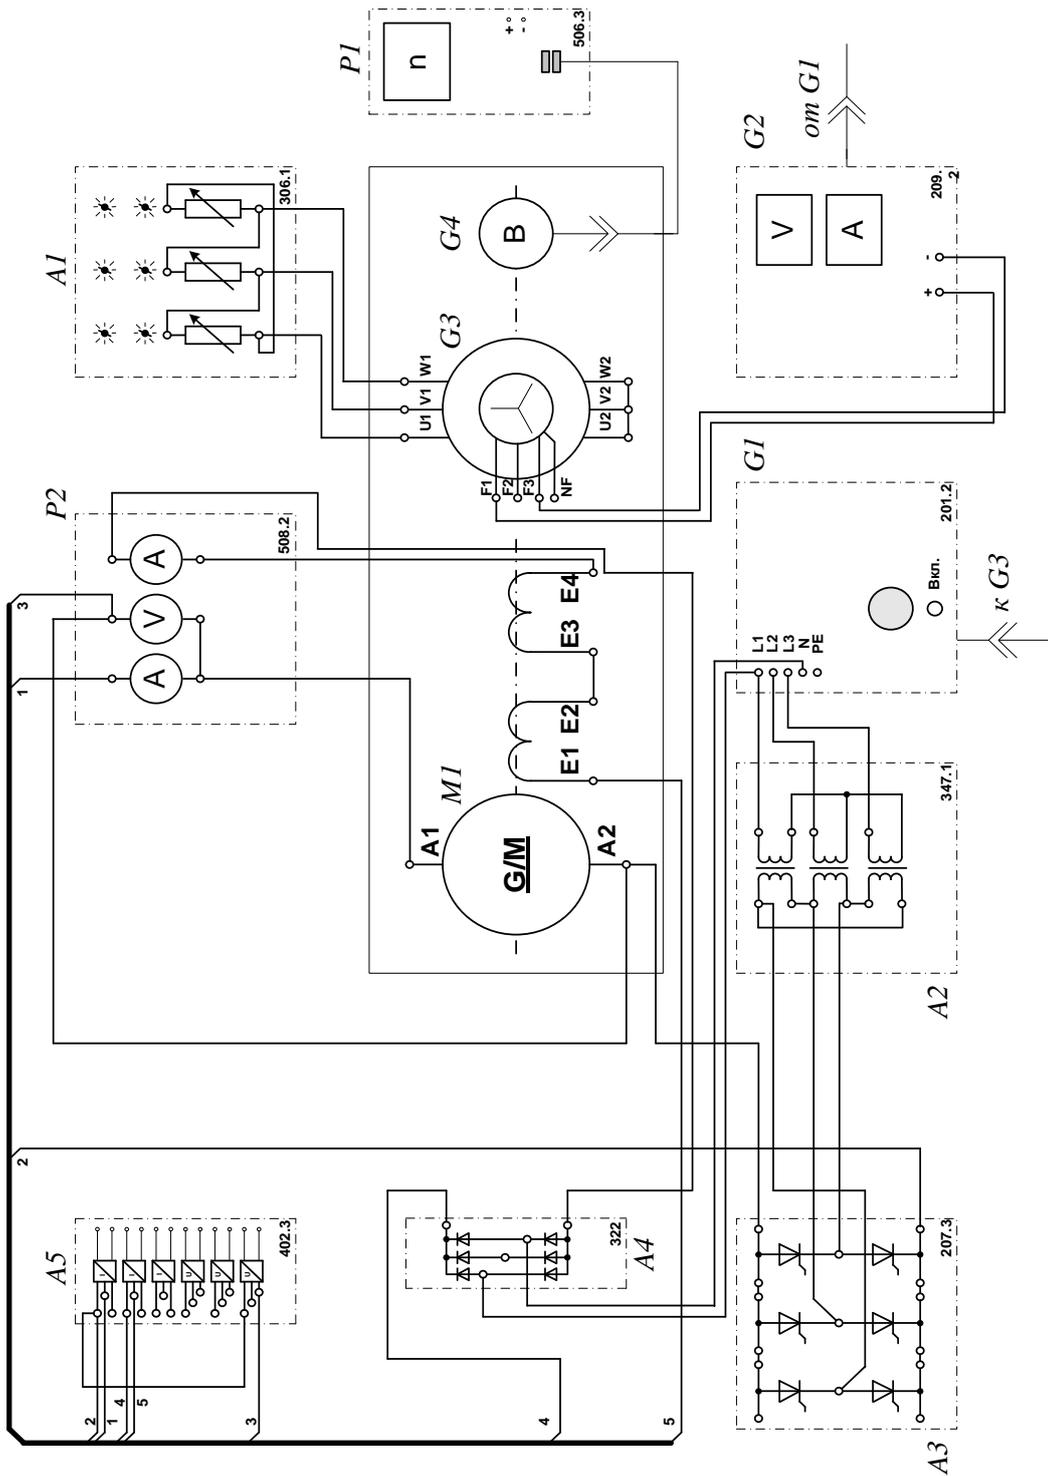 A5
402.3
I
I
I
U
U
U
2
1
4
5
3
2
1
3
4
5
P2
508.2
A
V
A
A1
306.1
P1
n
+
-
506.3
M1
G/M
A1
A2
E1
E2
E3
E4
G3
U1
V1
W1
U2
V2
W2
F1
F2
F3
NF
G4
B
A4
322
A3
207.3
A2
347.1
G1
201.2
L1
L2
L3
N
PE
Вкл.
к G3
G2
209.
2
V
A
+
-
от G1